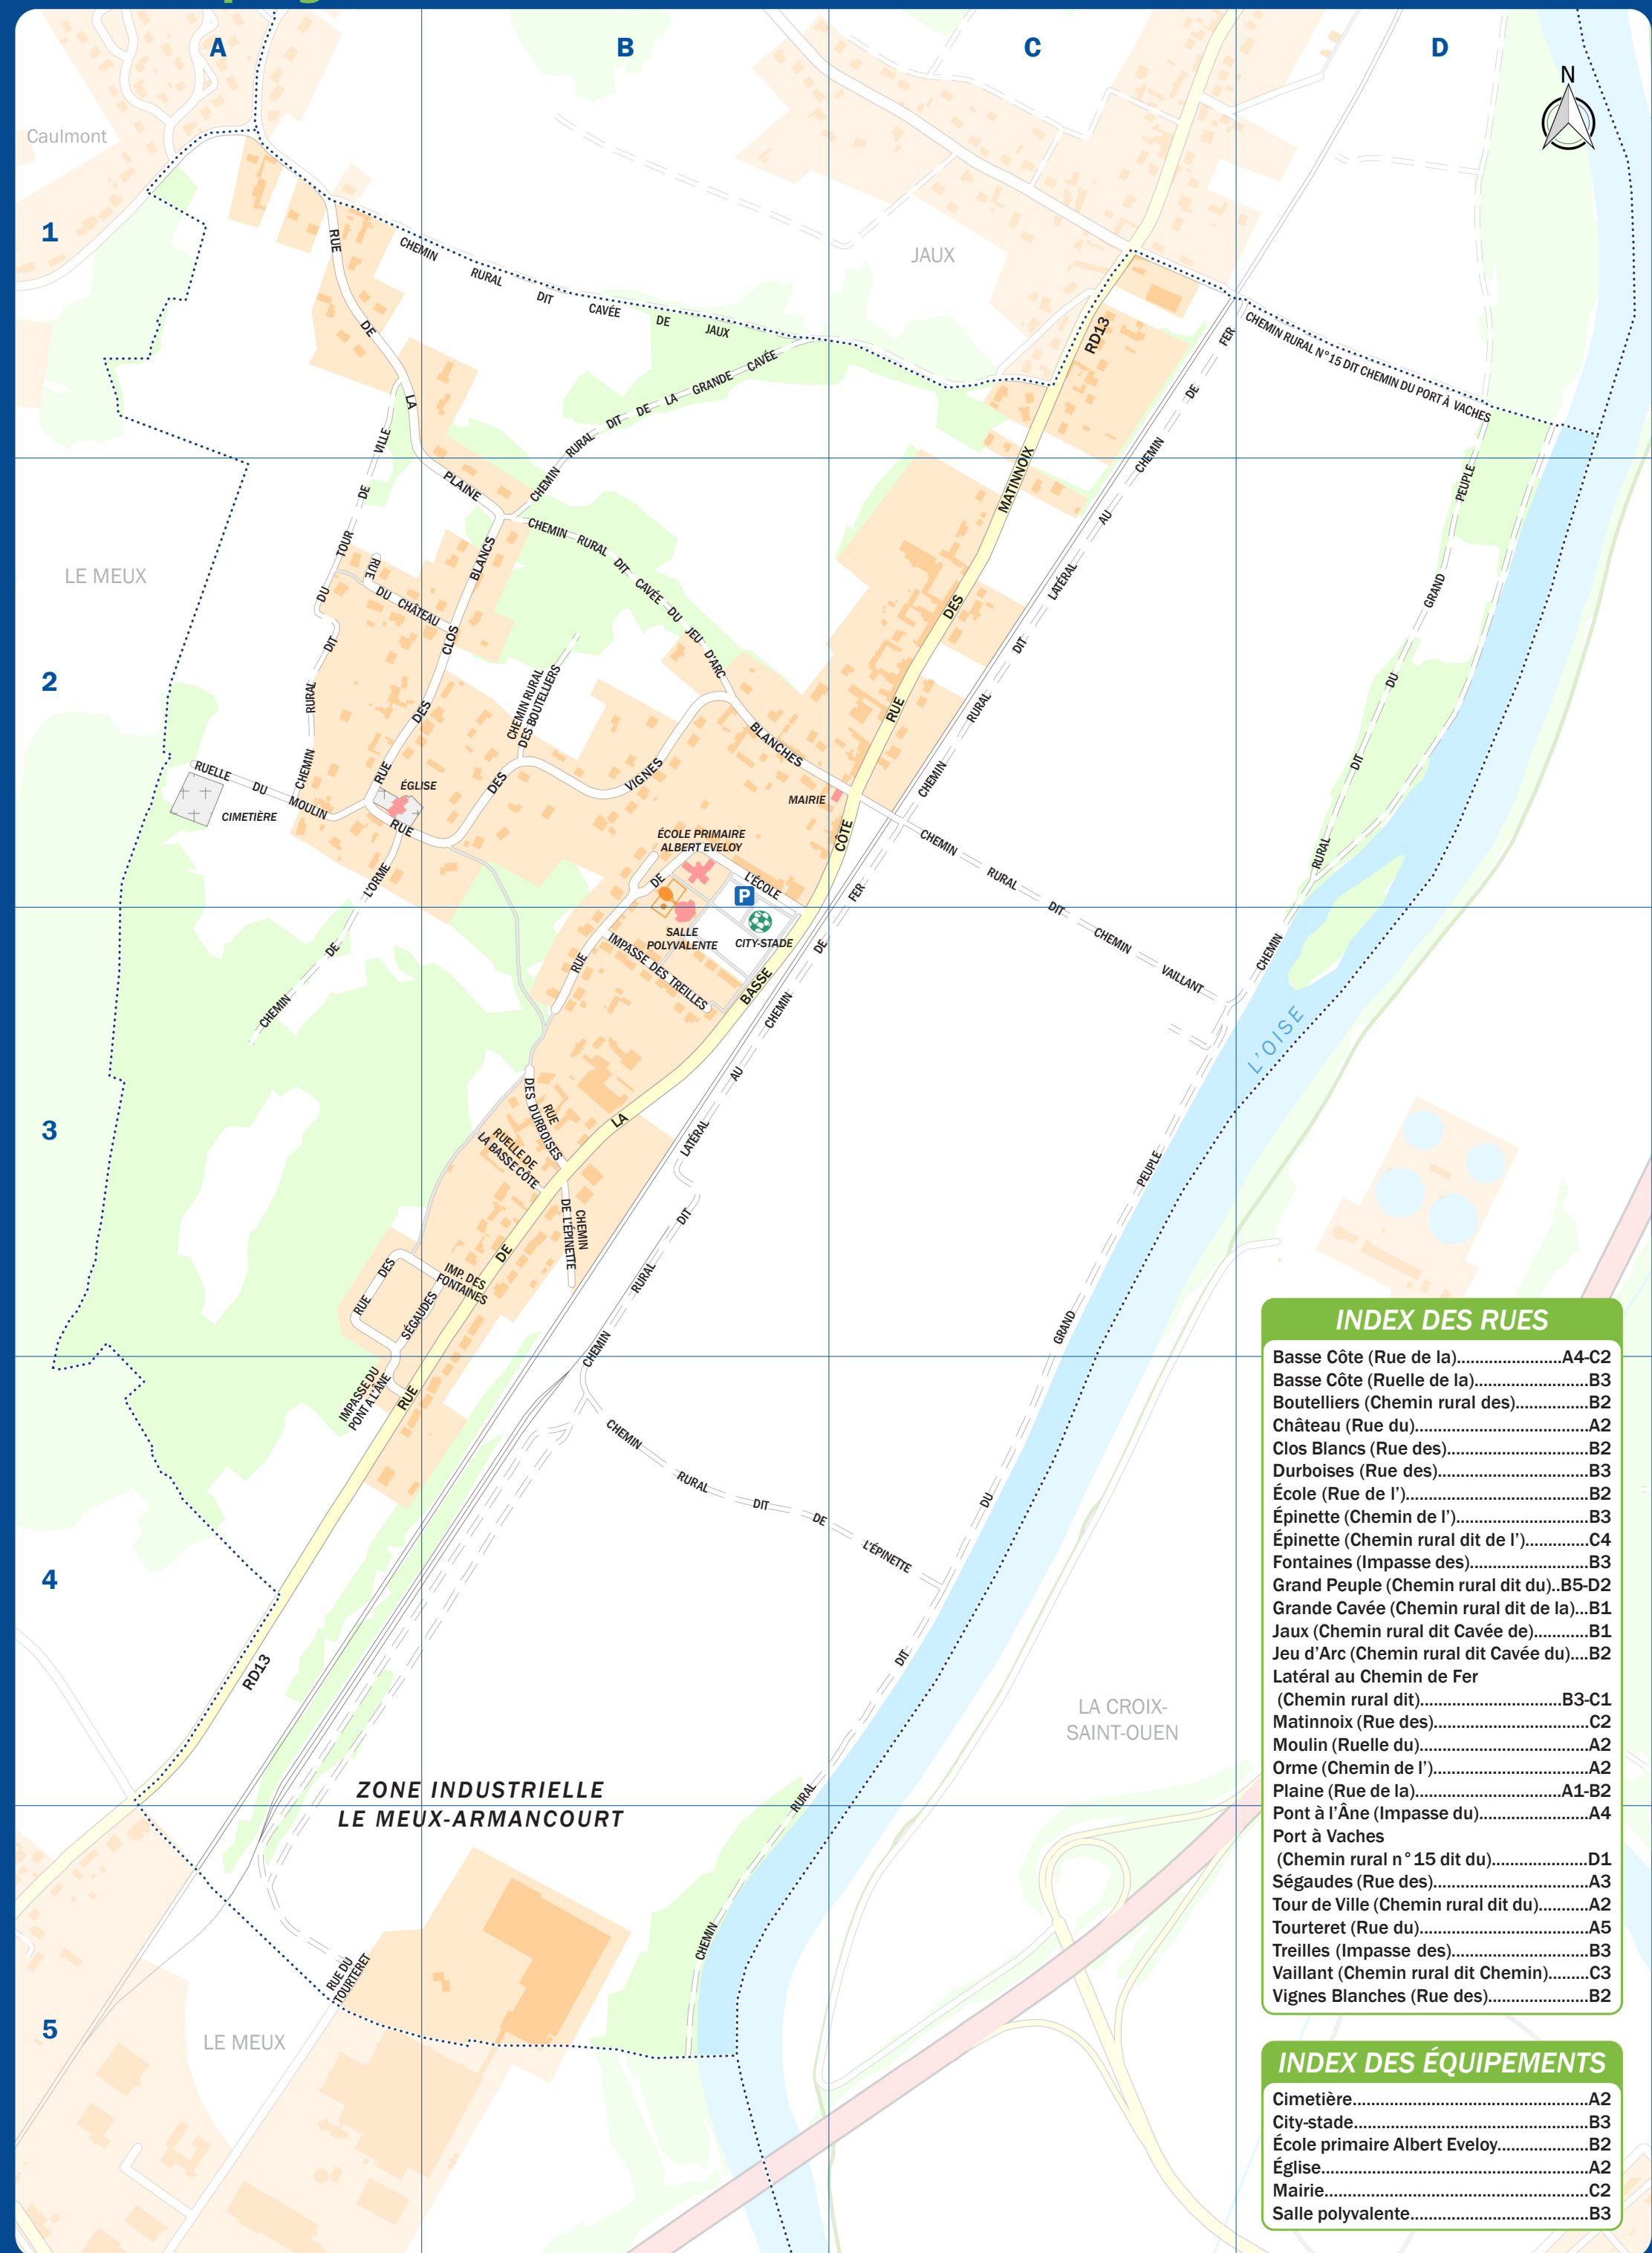 A
B
C
D
N
1
2
3
4
5
Caulmont
JAUX
LE MEUX
RUE DE LA PLAINE
CHEMIN RURAL DIT CAVÉE DE JAUX
CHEMIN RURAL DIT DE LA GRANDE CAVÉE
RD13
CHEMIN RURAL N°15 DIT CHEMIN DU PORT À VACHES
CHEMIN RURAL DIT DU TOUR DE VILLE
RUE DU CHÂTEAU
RUE DES CLOS BLANCS
CHEMIN RURAL DIT CAVÉE DU JEU D'ARC
CHEMIN RURAL
DES BOUTELLIERS
RUE DES VIGNES BLANCHES
RUE DES MATINNOIX
CHEMIN RURAL DIT LATÉRAL AU CHEMIN DE FER
CHEMIN RURAL DIT DU GRAND PEUPLE
RUELLE DU MOULIN
CIMETIÈRE
ÉGLISE
MAIRIE
ÉCOLE PRIMAIRE
ALBERT EVELOY
RUE DE L'ÉCOLE
P
SALLE
POLYVALENTE
CITY-STADE
CHEMIN DE L'ORME
IMPASSE DES TREILLES
CHEMIN RURAL DIT CHEMIN VAILLANT
L'OISE
RUE DE LA BASSE CÔTE
RUE
DES DURBOISES
RUELLE DE
LA BASSE CÔTE
CHEMIN
DE L'ÉPINETTE
IMP. DES
FONTAINES
RUE DES SÉGAUDES
IMPASSE DU
PONT A L'ÂNE
CHEMIN RURAL DIT DE L'ÉPINETTE
RD13
LA CROIX-
SAINT-OUEN
ZONE INDUSTRIELLE
LE MEUX-ARMANCOURT
RUE DU
TOURTERET
LE MEUX
INDEX DES RUES
Basse Côte (Rue de la)......................A4-C2
Basse Côte (Ruelle de la)........................B3
Boutelliers (Chemin rural des)................B2
Château (Rue du)......................................A2
Clos Blancs (Rue des)...............................B2
Durboises (Rue des).................................B3
École (Rue de l')........................................B2
Épinette (Chemin de l')............................B3
Épinette (Chemin rural dit de l').............C4
Fontaines (Impasse des)..........................B3
Grand Peuple (Chemin rural dit du)..B5-D2
Grande Cavée (Chemin rural dit de la)...B1
Jaux (Chemin rural dit Cavée de)............B1
Jeu d'Arc (Chemin rural dit Cavée du)....B2
Latéral au Chemin de Fer
(Chemin rural dit)...............................B3-C1
Matinnoix (Rue des)..................................C2
Moulin (Ruelle du).....................................A2
Orme (Chemin de l')..................................A2
Plaine (Rue de la)................................A1-B2
Pont à l'Âne (Impasse du)........................A4
Port à Vaches
(Chemin rural n°15 dit du).....................D1
Ségaudes (Rue des)..................................A3
Tour de Ville (Chemin rural dit du)...........A2
Tourteret (Rue du).....................................A5
Treilles (Impasse des)..............................B3
Vaillant (Chemin rural dit Chemin).........C3
Vignes Blanches (Rue des)......................B2
INDEX DES ÉQUIPEMENTS
Cimetière...................................................A2
City-stade...................................................B3
École primaire Albert Eveloy....................B2
Église..........................................................A2
Mairie.........................................................C2
Salle polyvalente.......................................B3